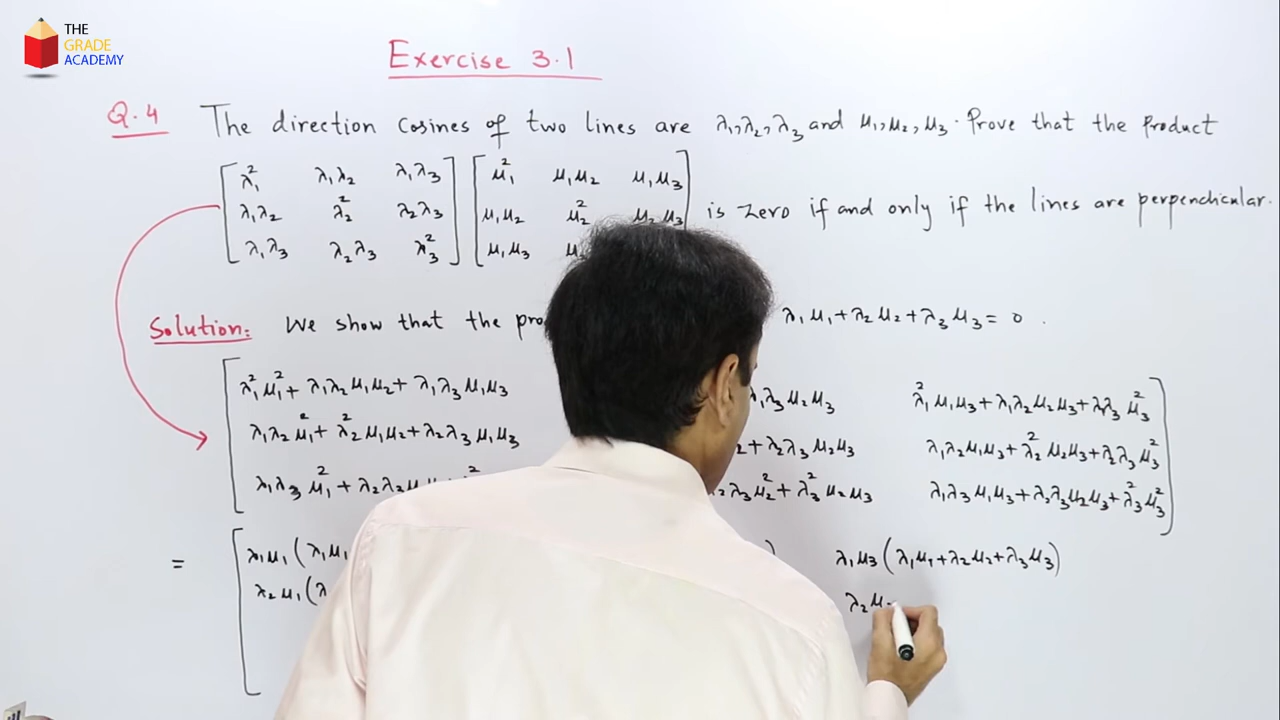 THE
GRADE
ACADEMY
Exercise 3.1
Q.4 The direction cosines of two lines are λ₁, λ₂, λ₃ and μ₁, μ₂, μ₃. Prove that the Product
[ λ₁² λ₁λ₂ λ₁λ₃ ] [ μ₁² μ₁μ₂ μ₁μ₃ ]
[ λ₁λ₂ λ₂² λ₂λ₃ ] [ μ₁μ₂ μ₂² μ₂μ₃ ] is zero if and only if the lines are perpendicular.
[ λ₁λ₃ λ₂λ₃ λ₃² ] [ μ₁μ₃
Solution: We show that the λ₁μ₁+λ₂μ₂+λ₃μ₃=0.
[ λ₁²μ₁²+ λ₁λ₂μ₁μ₂+ λ₁λ₃μ₁μ₃ λ₁λ₃μ₂μ₃ ²λ₁μ₁μ₃+λ₁λ₂μ₂μ₃+λ₁λ₃μ₃² ]
λ₁λ₂μ₁²+ λ₂²μ₁μ₂+λ₂λ₃μ₁μ₃ +λ₂λ₃μ₂μ₃ λ₁λ₂μ₁μ₃+λ₂²μ₂μ₃+λ₂λ₃μ₃²
λ₁λ₃μ₁²+λ₂λ₃ λ₂λ₃μ₂²+λ₃²μ₂μ₃ λ₁λ₃μ₁μ₃+λ₂λ₃μ₂μ₃+λ₃²μ₃² ]
= [ λ₁μ₁(λ₁μ₁ ) λ₁μ₃(λ₁μ₁+λ₂μ₂+λ₃μ₃)
λ₂μ₁(λ λ₂μ